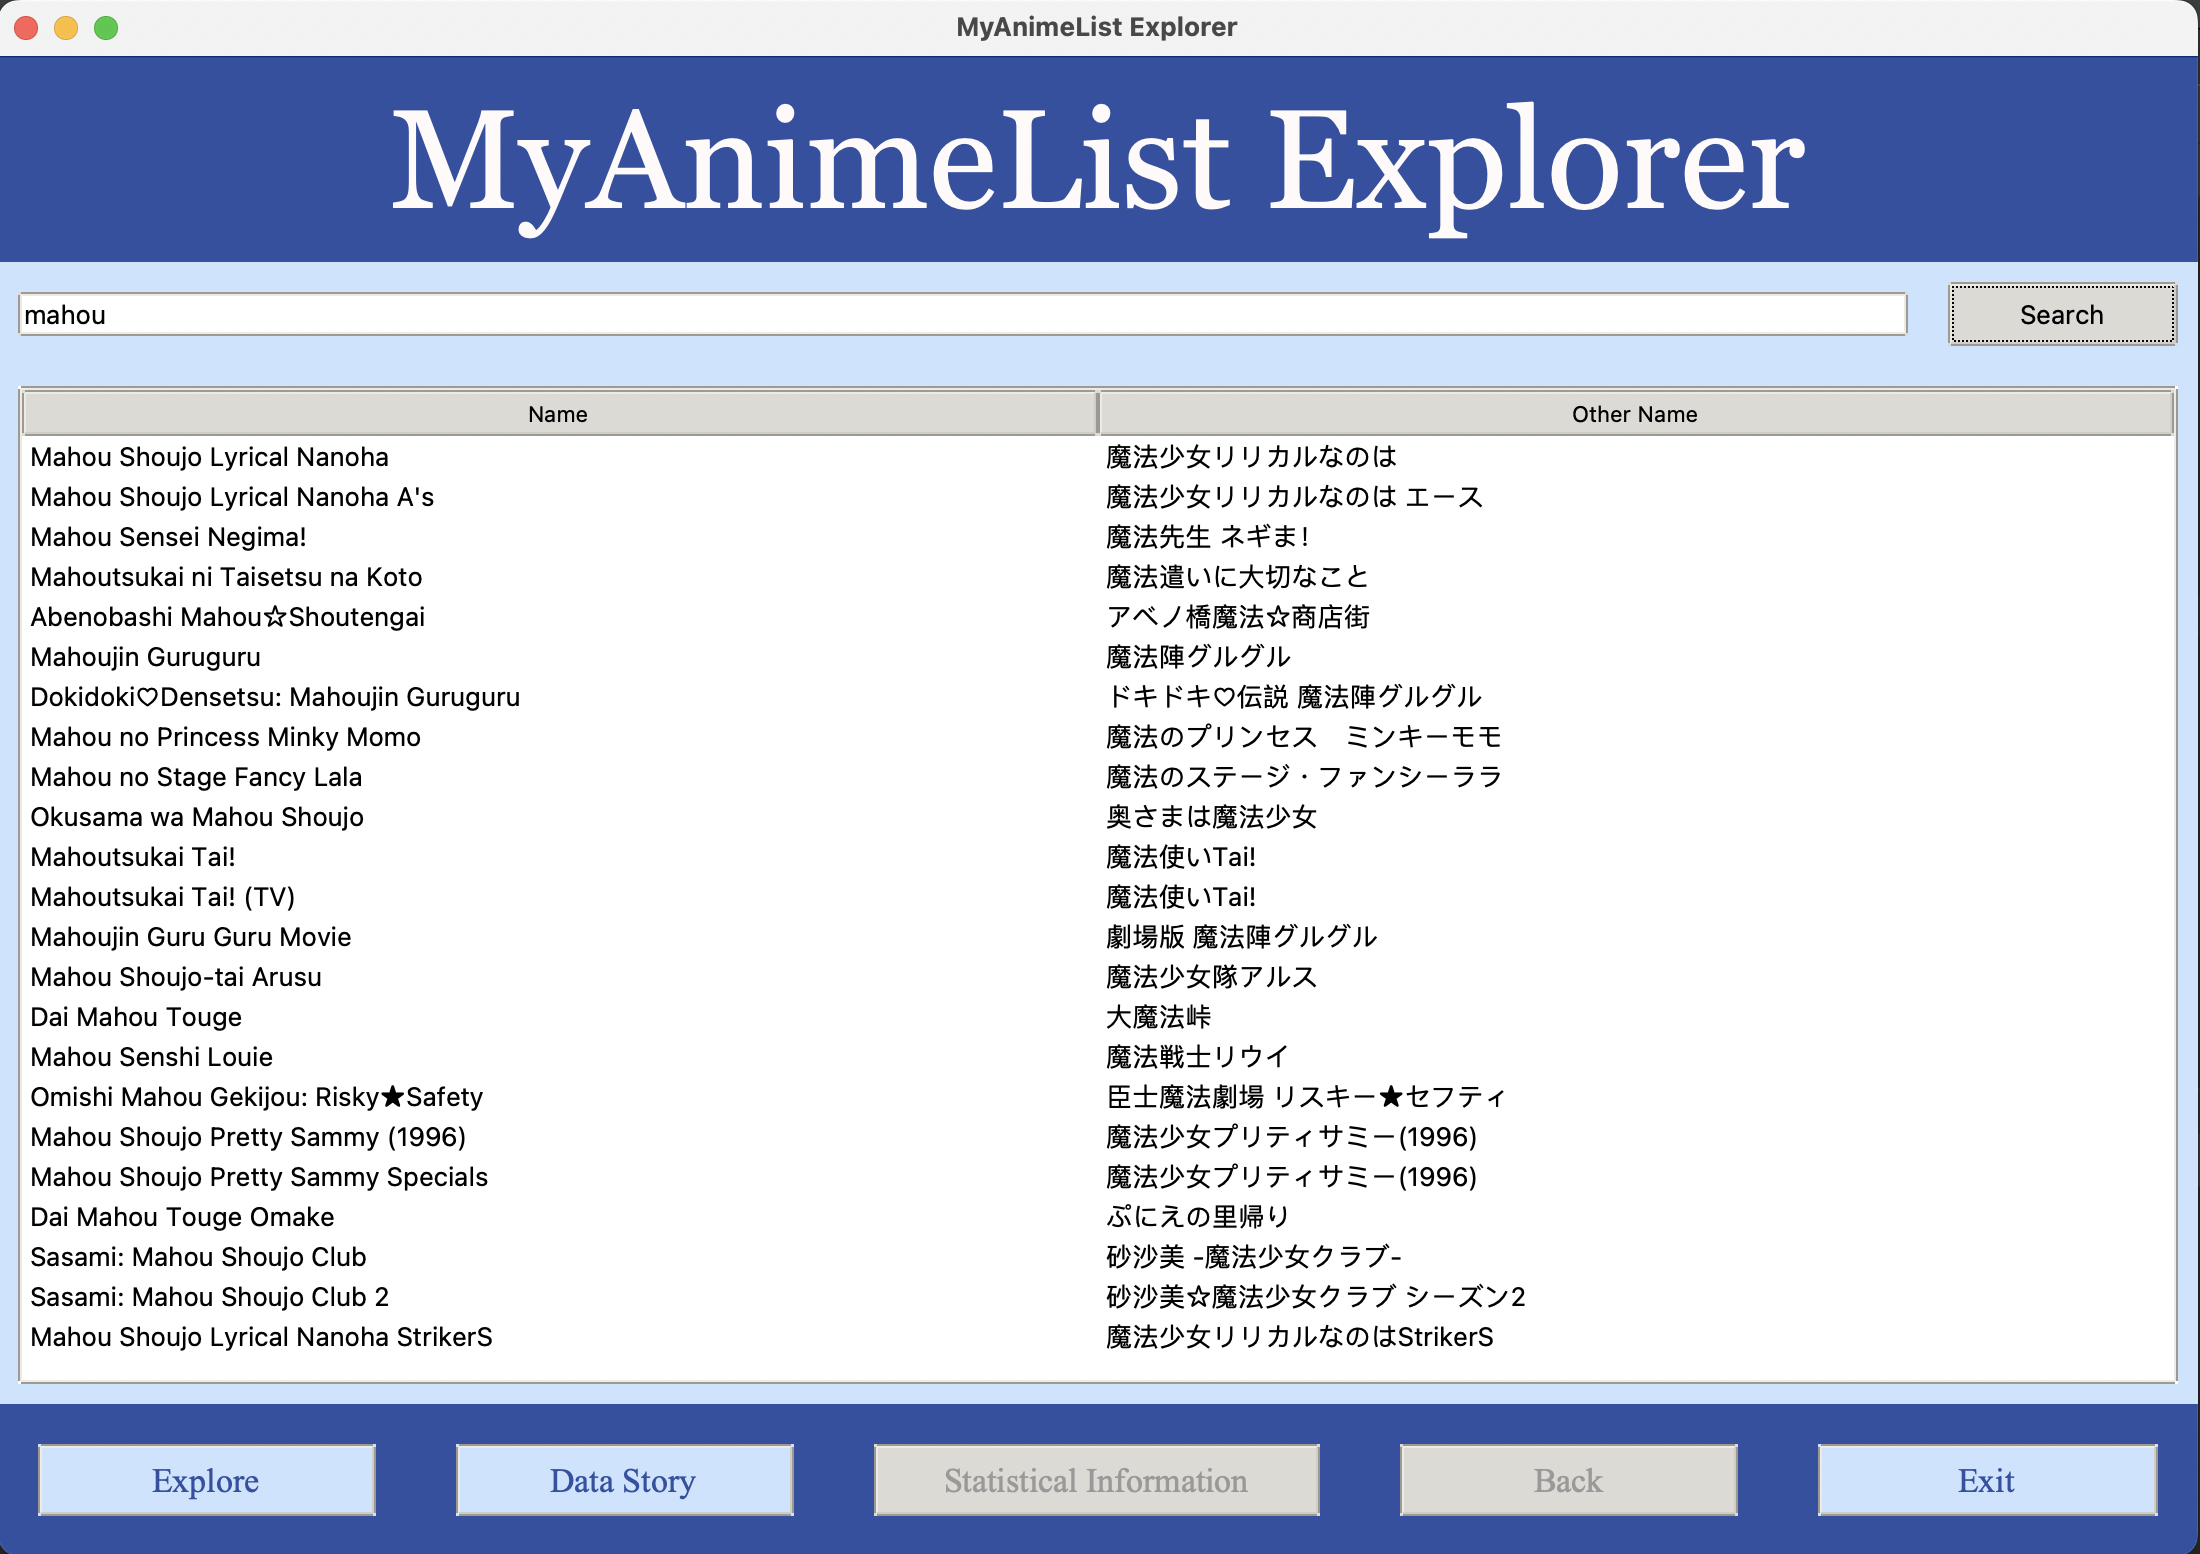 MyAnimeList Explorer
MyAnimeList Explorer
mahou Search
Name Other Name
Mahou Shoujo Lyrical Nanoha 魔法少女リリカルなのは
Mahou Shoujo Lyrical Nanoha A's 魔法少女リリカルなのは エース
Mahou Sensei Negima! 魔法先生 ネギま!
Mahoutsukai ni Taisetsu na Koto 魔法遣いに大切なこと
Abenobashi Mahou☆Shoutengai アベノ橋魔法☆商店街
Mahoujin Guruguru 魔法陣グルグル
Dokidoki♡Densetsu: Mahoujin Guruguru ドキドキ♡伝説 魔法陣グルグル
Mahou no Princess Minky Momo 魔法のプリンセス　ミンキーモモ
Mahou no Stage Fancy Lala 魔法のステージ・ファンシーララ
Okusama wa Mahou Shoujo 奥さまは魔法少女
Mahoutsukai Tai! 魔法使いTai!
Mahoutsukai Tai! (TV) 魔法使いTai!
Mahoujin Guru Guru Movie 劇場版 魔法陣グルグル
Mahou Shoujo-tai Arusu 魔法少女隊アルス
Dai Mahou Touge 大魔法峠
Mahou Senshi Louie 魔法戦士リウイ
Omishi Mahou Gekijou: Risky★Safety 臣士魔法劇場 リスキー★セフティ
Mahou Shoujo Pretty Sammy (1996) 魔法少女プリティサミー(1996)
Mahou Shoujo Pretty Sammy Specials 魔法少女プリティサミー(1996)
Dai Mahou Touge Omake ぷにえの里帰り
Sasami: Mahou Shoujo Club 砂沙美 -魔法少女クラブ-
Sasami: Mahou Shoujo Club 2 砂沙美☆魔法少女クラブ シーズン2
Mahou Shoujo Lyrical Nanoha StrikerS 魔法少女リリカルなのはStrikerS
Explore Data Story Statistical Information Back Exit